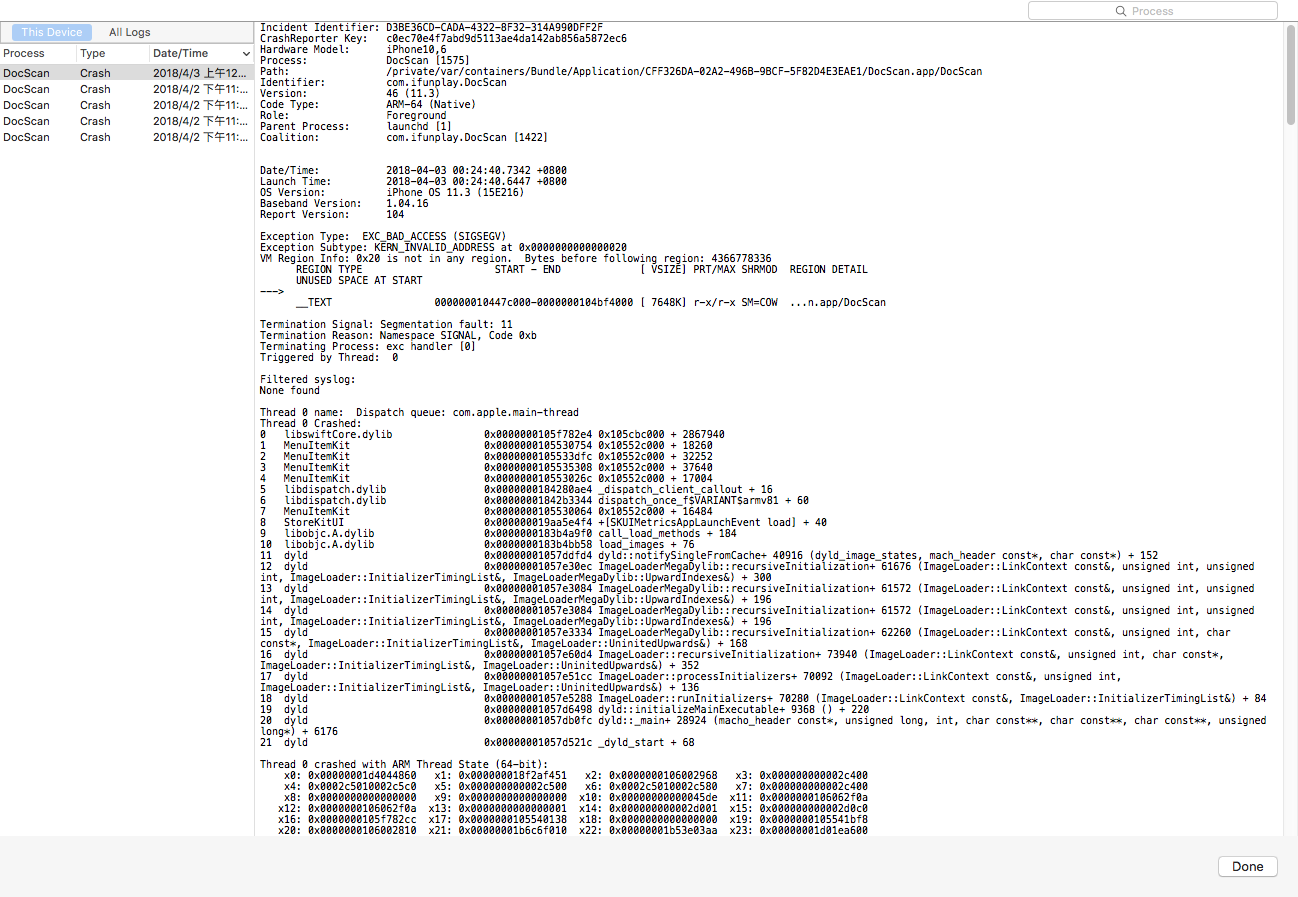 Process
This Device All Logs
Process Type Date/Time
DocScan Crash 2018/4/3 上午12...
DocScan Crash 2018/4/2 下午11:...
DocScan Crash 2018/4/2 下午11:...
DocScan Crash 2018/4/2 下午11:...
DocScan Crash 2018/4/2 下午11:...
Incident Identifier: D3BE36CD-CADA-4322-8F32-314A990DFF2F
CrashReporter Key: c0ec70e4f7abd9d5113ae4da142ab856a5872ec6
Hardware Model: iPhone10,6
Process: DocScan [1575]
Path: /private/var/containers/Bundle/Application/CFF326DA-02A2-496B-9BCF-5F82D4E3EAE1/DocScan.app/DocScan
Identifier: com.ifunplay.DocScan
Version: 46 (11.3)
Code Type: ARM-64 (Native)
Role: Foreground
Parent Process: launchd [1]
Coalition: com.ifunplay.DocScan [1422]
Date/Time: 2018-04-03 00:24:40.7342 +0800
Launch Time: 2018-04-03 00:24:40.6447 +0800
OS Version: iPhone OS 11.3 (15E216)
Baseband Version: 1.04.16
Report Version: 104
Exception Type: EXC_BAD_ACCESS (SIGSEGV)
Exception Subtype: KERN_INVALID_ADDRESS at 0x0000000000000020
VM Region Info: 0x20 is not in any region. Bytes before following region: 4366778336
REGION TYPE START - END [ VSIZE] PRT/MAX SHRMOD REGION DETAIL
UNUSED SPACE AT START
--->
__TEXT 000000010447c000-0000000104bf4000 [ 7648K] r-x/r-x SM=COW ...n.app/DocScan
Termination Signal: Segmentation fault: 11
Termination Reason: Namespace SIGNAL, Code 0xb
Terminating Process: exc handler [0]
Triggered by Thread: 0
Filtered syslog:
None found
Thread 0 name: Dispatch queue: com.apple.main-thread
Thread 0 Crashed:
0 libswiftCore.dylib 0x0000000105f782e4 0x105cbc000 + 2867940
1 MenuItemKit 0x0000000105530754 0x10552c000 + 18260
2 MenuItemKit 0x0000000105533dfc 0x10552c000 + 32252
3 MenuItemKit 0x0000000105535308 0x10552c000 + 37640
4 MenuItemKit 0x000000010553026c 0x10552c000 + 17004
5 libdispatch.dylib 0x0000000184280ae4 _dispatch_client_callout + 16
6 libdispatch.dylib 0x00000001842b3344 dispatch_once_f$VARIANT$armv81 + 60
7 MenuItemKit 0x0000000105530064 0x10552c000 + 16484
8 StoreKitUI 0x000000019aa5e4f4 +[SKUIMetricsAppLaunchEvent load] + 40
9 libobjc.A.dylib 0x0000000183b4a9f0 call_load_methods + 184
10 libobjc.A.dylib 0x0000000183b4bb58 load_images + 76
11 dyld 0x00000001057ddfd4 dyld::notifySingleFromCache+ 40916 (dyld_image_states, mach_header const*, char const*) + 152
12 dyld 0x00000001057e30ec ImageLoaderMegaDylib::recursiveInitialization+ 61676 (ImageLoader::LinkContext const&, unsigned int, unsigned
int, ImageLoader::InitializerTimingList&, ImageLoaderMegaDylib::UpwardIndexes&) + 300
13 dyld 0x00000001057e3084 ImageLoaderMegaDylib::recursiveInitialization+ 61572 (ImageLoader::LinkContext const&, unsigned int, unsigned
int, ImageLoader::InitializerTimingList&, ImageLoaderMegaDylib::UpwardIndexes&) + 196
14 dyld 0x00000001057e3084 ImageLoaderMegaDylib::recursiveInitialization+ 61572 (ImageLoader::LinkContext const&, unsigned int, unsigned
int, ImageLoader::InitializerTimingList&, ImageLoaderMegaDylib::UpwardIndexes&) + 196
15 dyld 0x00000001057e3334 ImageLoaderMegaDylib::recursiveInitialization+ 62260 (ImageLoader::LinkContext const&, unsigned int, char
const*, ImageLoader::InitializerTimingList&, ImageLoader::UninitedUpwards&) + 168
16 dyld 0x00000001057e60d4 ImageLoader::recursiveInitialization+ 73940 (ImageLoader::LinkContext const&, unsigned int, char const*,
ImageLoader::InitializerTimingList&, ImageLoader::UninitedUpwards&) + 352
17 dyld 0x00000001057e51cc ImageLoader::processInitializers+ 70092 (ImageLoader::LinkContext const&, unsigned int,
ImageLoader::InitializerTimingList&, ImageLoader::UninitedUpwards&) + 136
18 dyld 0x00000001057e5288 ImageLoader::runInitializers+ 70280 (ImageLoader::LinkContext const&, ImageLoader::InitializerTimingList&) + 84
19 dyld 0x00000001057d6498 dyld::initializeMainExecutable+ 9368 () + 220
20 dyld 0x00000001057db0fc dyld::_main+ 28924 (macho_header const*, unsigned long, int, char const**, char const**, char const**, unsigned
long*) + 6176
21 dyld 0x00000001057d521c _dyld_start + 68
Thread 0 crashed with ARM Thread State (64-bit):
x0: 0x00000001d4044860 x1: 0x000000018f2af451 x2: 0x0000000106002968 x3: 0x000000000002c400
x4: 0x0002c5010002c5c0 x5: 0x000000000002c500 x6: 0x0002c5010002c580 x7: 0x000000000002c400
x8: 0x0000000000000000 x9: 0x0000000000000000 x10: 0x00000000000045de x11: 0x0000000106062f0a
x12: 0x0000000106062f0a x13: 0x0000000000000001 x14: 0x000000000002d001 x15: 0x000000000002d0c0
x16: 0x0000000105f782cc x17: 0x0000000105540138 x18: 0x0000000000000000 x19: 0x0000000105541bf8
x20: 0x0000000106002810 x21: 0x00000001b6c6f010 x22: 0x00000001b53e03aa x23: 0x00000001d01ea600
Done